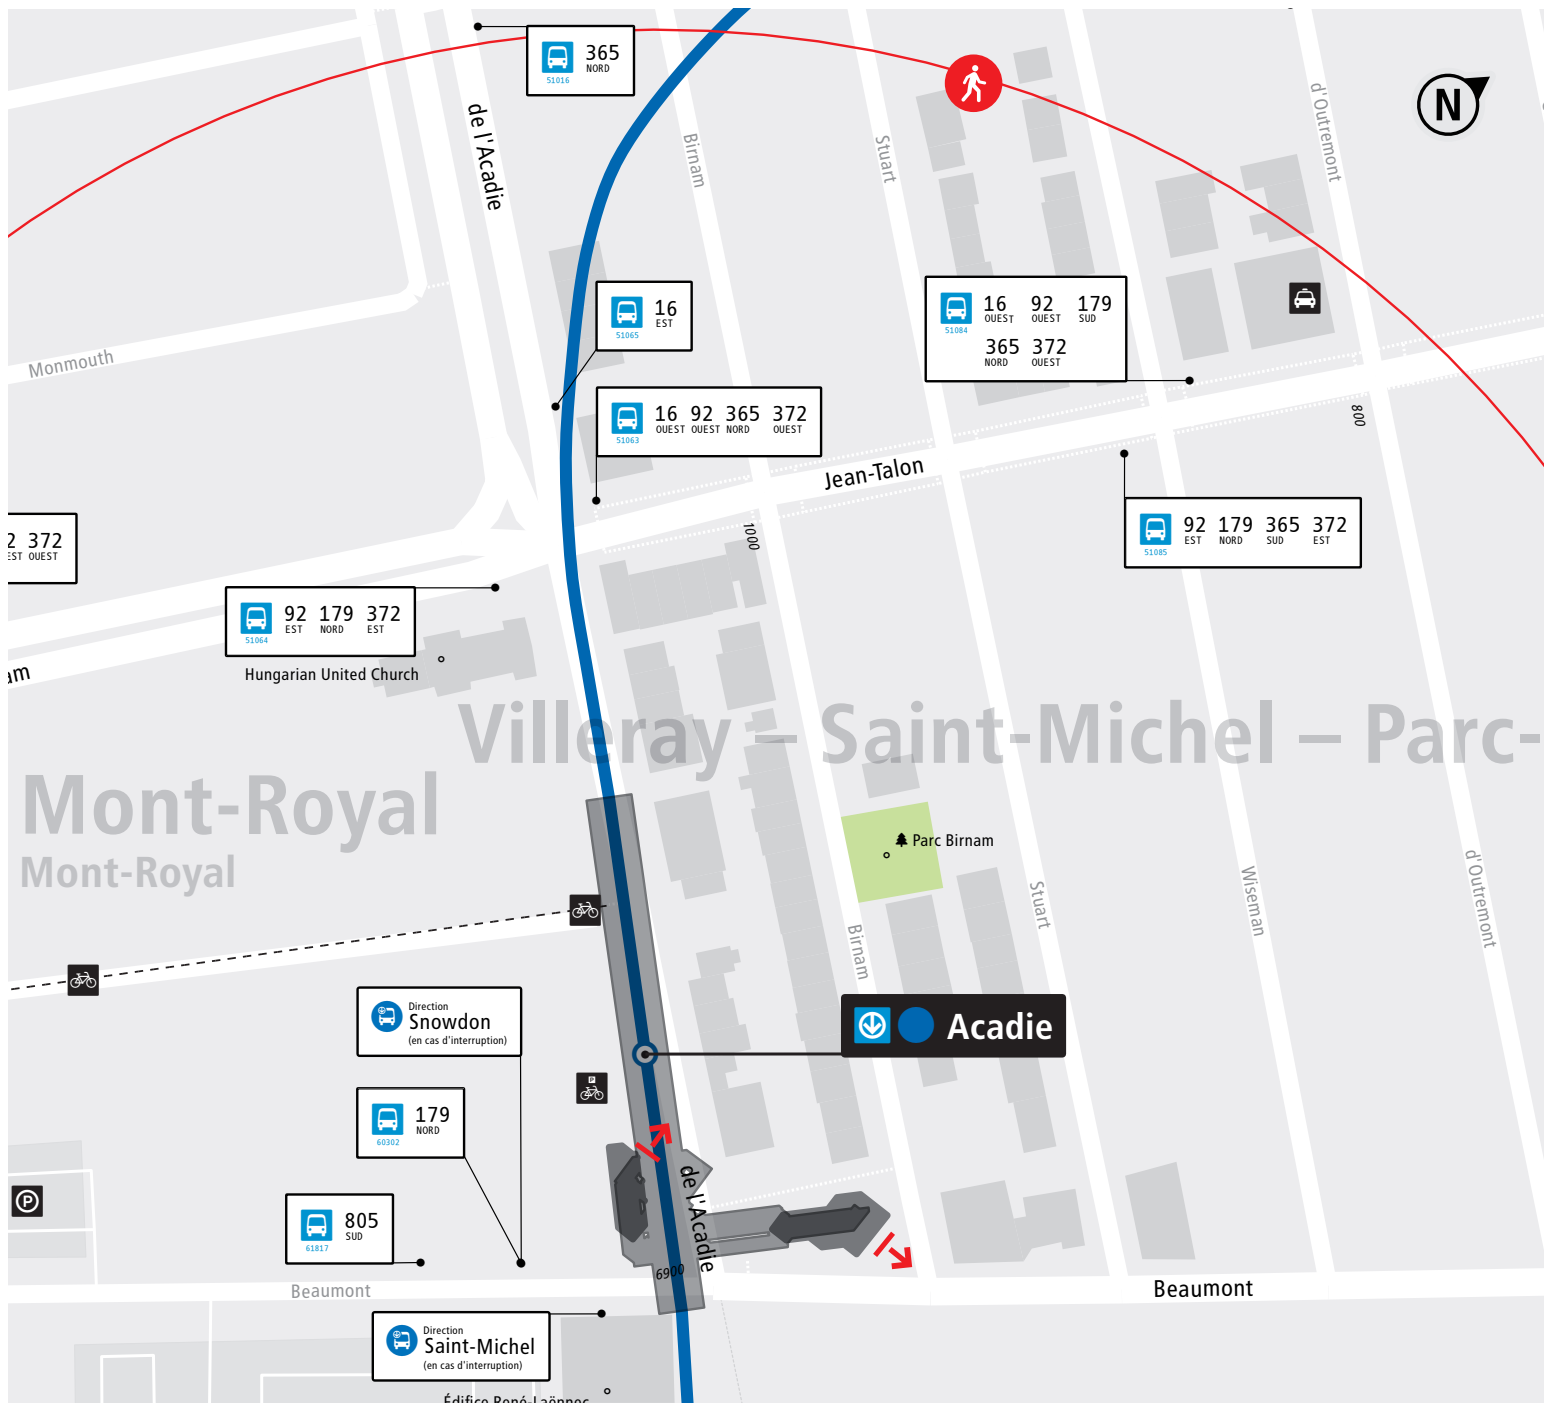 365
NORD
51016
de l'Acadie
Birnam
Stuart
d'Outremont
N
16
EST
51065
16 92 179
OUEST OUEST SUD
51084
365 372
NORD OUEST
Monmouth
16 92 365 372
OUEST OUEST NORD OUEST
51063
800
Jean-Talon
1000
92 179 365 372
EST NORD SUD EST
51085
2 372
EST OUEST
92 179 372
EST NORD EST
51064
Hungarian United Church
am
Villeray – Saint-Michel – Parc-
Mont-Royal
Mont-Royal
Parc Birnam
Stuart
Wiseman
d'Outremont
Birnam
Direction
Snowdon
(en cas d'interruption)
Acadie
P
179
NORD
60302
de l'Acadie
P
805
SUD
61817
6900
Beaumont
Beaumont
Direction
Saint-Michel
(en cas d'interruption)
Édifice René-Laënnec